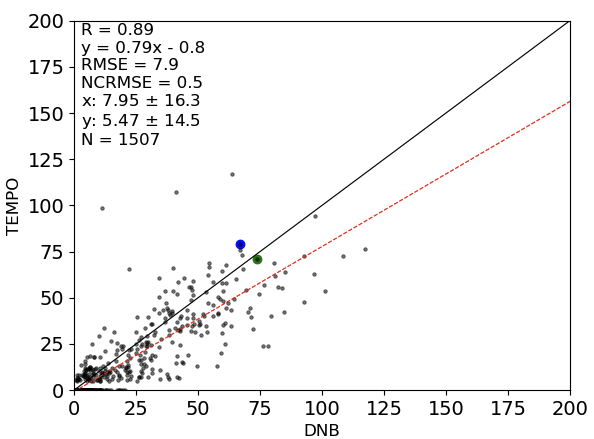 R = 0.89
y = 0.79x - 0.8
RMSE = 7.9
NCRMSE = 0.5
x: 7.95 ± 16.3
y: 5.47 ± 14.5
N = 1507
200
175
150
125
100
75
50
25
0
TEMPO
0 25 50 75 100 125 150 175 200
DNB